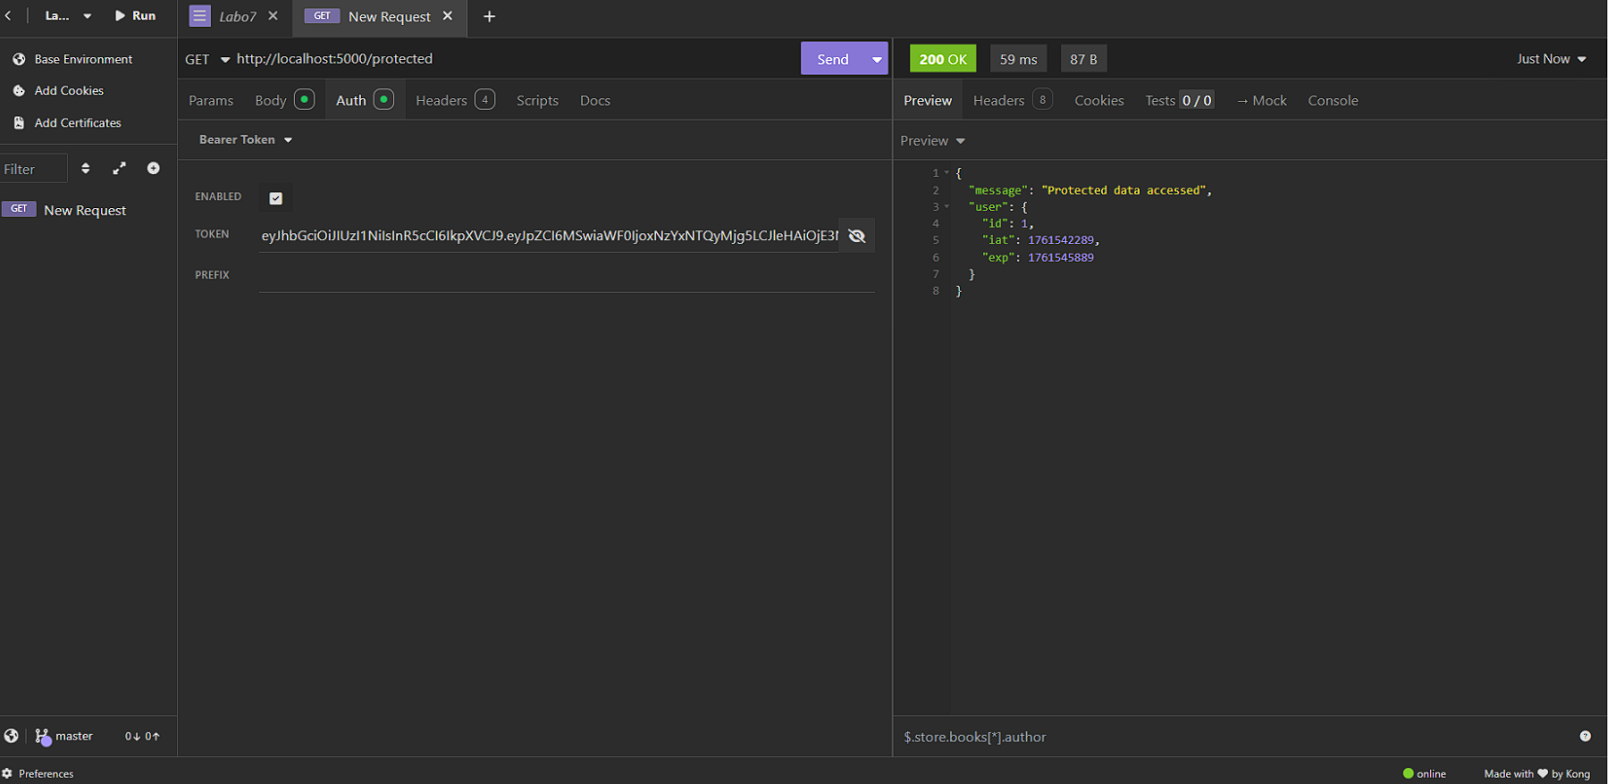 La... Run
Labo7
GET New Request
Base Environment
Add Cookies
Add Certificates
Filter
GET New Request
GET http://localhost:5000/protected Send
Params Body Auth Headers 4 Scripts Docs
Bearer Token
ENABLED
TOKEN eyJhbGciOiJIUzI1NiIsInR5cCI6IkpXVCJ9.eyJpZCI6MSwiaWF0IjoxNzYxNTQyMjg5LCJleHAiOjE3
PREFIX
200 OK 59 ms 87 B Just Now
Preview Headers 8 Cookies Tests 0 / 0 → Mock Console
Preview
1 {
2 "message": "Protected data accessed",
3 "user": {
4 "id": 1,
5 "iat": 1761542289,
6 "exp": 1761545889
7 }
8 }
master 0↓ 0↑
$.store.books[*].author
Preferences
online Made with ❤ by Kong